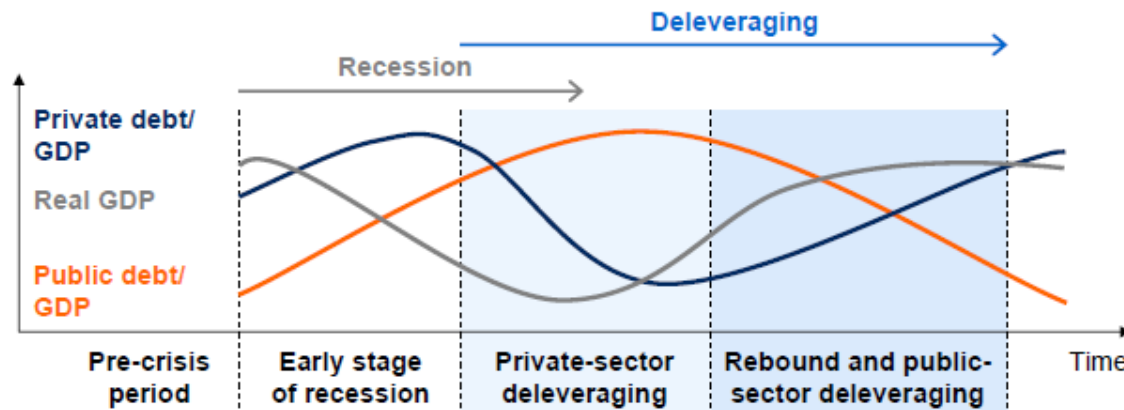 Deleveraging
Recession
Private debt/
GDP
Real GDP
Public debt/
GDP
Pre-crisis
period
Early stage
of recession
Private-sector
deleveraging
Rebound and public-
sector deleveraging
Time